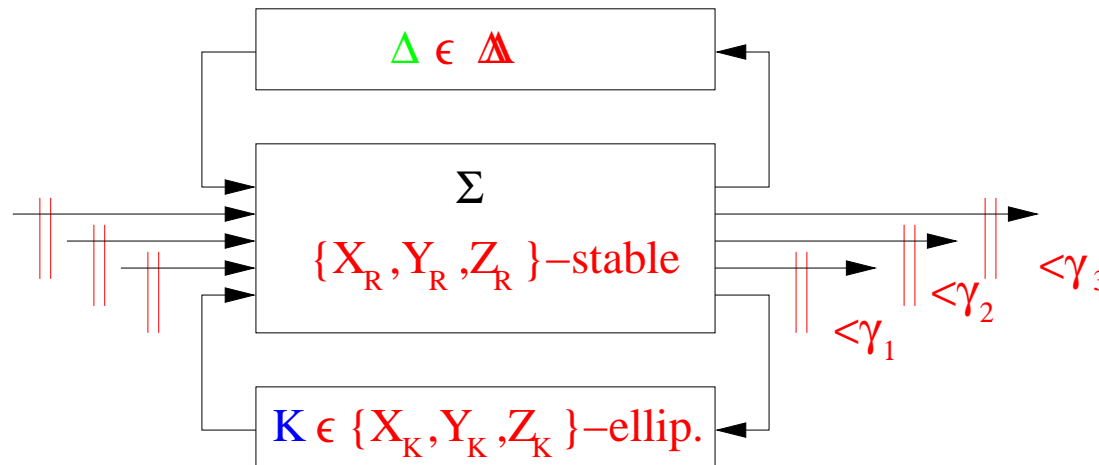 Δ ϵ Δ
Σ
{X_R, Y_R, Z_R}-stable
<γ_3
<γ_2
<γ_1
K ϵ {X_K, Y_K, Z_K}-ellip.